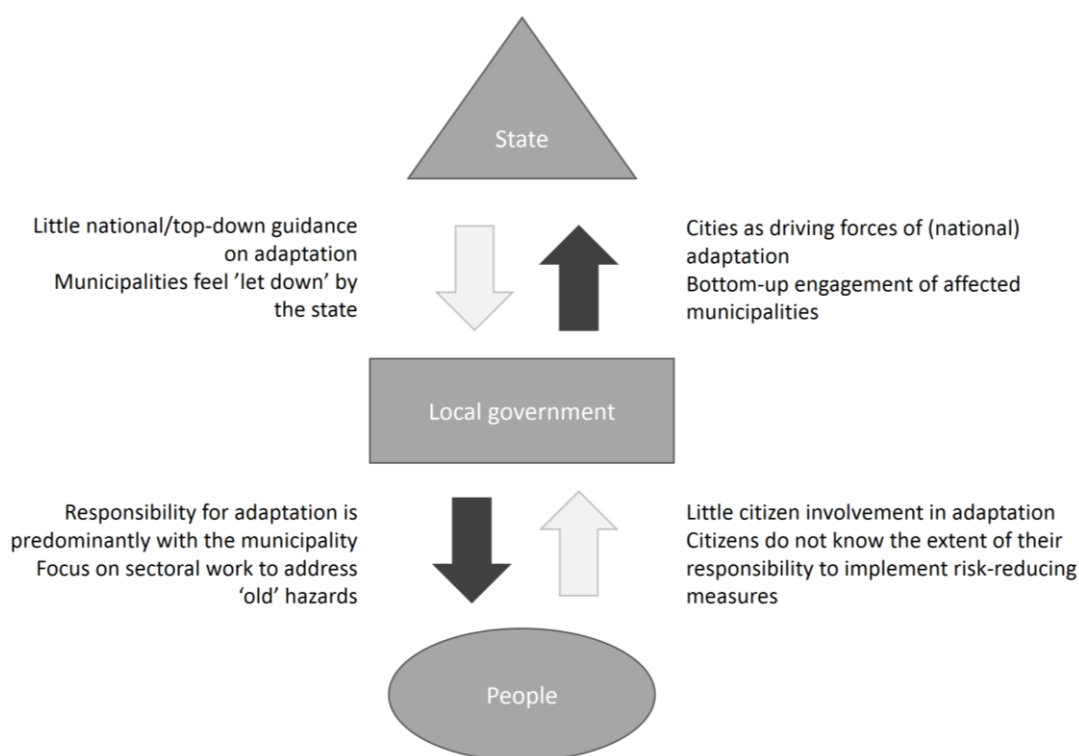 State
Little national/top-down guidance
on adaptation
Municipalities feel ’let down’ by
the state
Cities as driving forces of (national)
adaptation
Bottom-up engagement of affected
municipalities
Local government
Responsibility for adaptation is
predominantly with the municipality
Focus on sectoral work to address
‘old’ hazards
Little citizen involvement in adaptation
Citizens do not know the extent of their
responsibility to implement risk-reducing
measures
People